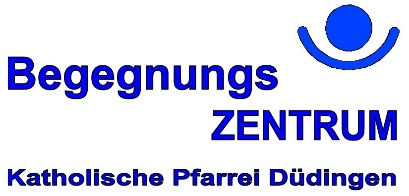 Begegnungs
ZENTRUM
Katholische Pfarrei Düdingen